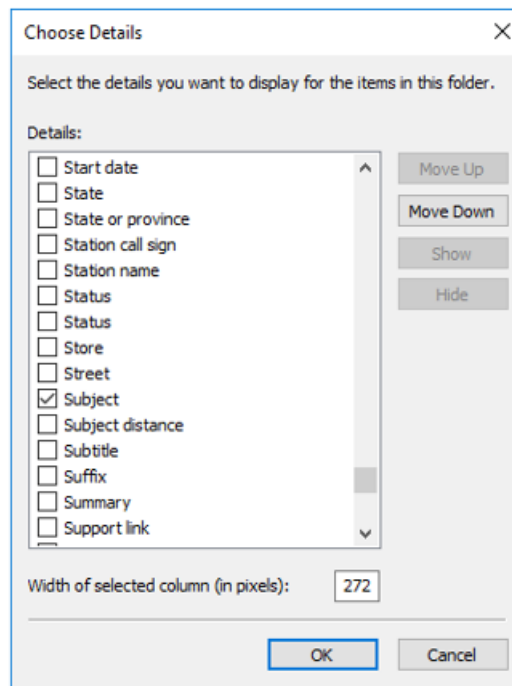 Choose Details
Select the details you want to display for the items in this folder.
Details:
Start date
State
State or province
Station call sign
Station name
Status
Status
Store
Street
Subject
Subject distance
Subtitle
Suffix
Summary
Support link
Move Up
Move Down
Show
Hide
Width of selected column (in pixels): 272
OK Cancel